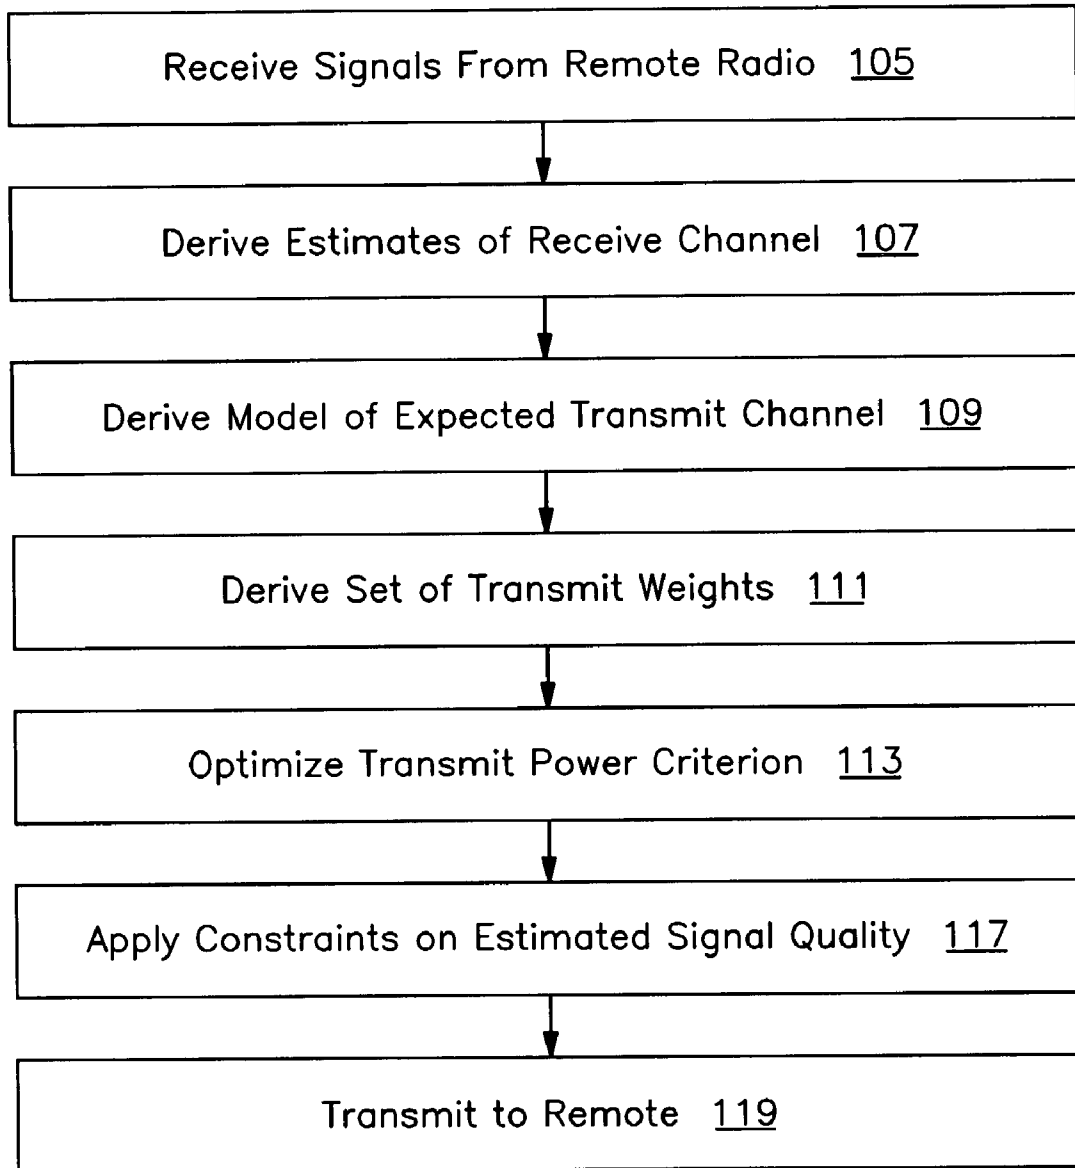 Receive Signals From Remote Radio 105
Derive Estimates of Receive Channel 107
Derive Model of Expected Transmit Channel 109
Derive Set of Transmit Weights 111
Optimize Transmit Power Criterion 113
Apply Constraints on Estimated Signal Quality 117
Transmit to Remote 119